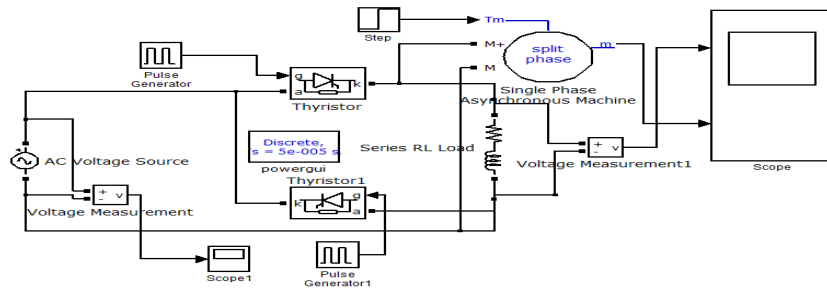 Step
Tm
M+
M
split
phase
m
Single Phase
Asynchronous Machine
Pulse
Generator
g
a
k
Thyristor
Discrete,
s = 5e-005 s
powergui
Series RL Load
AC Voltage Source
+
-
v
Voltage Measurement
Thyristor1
k
g
a
+
-
v
Voltage Measurement1
Scope
Scope1
Pulse
Generator1